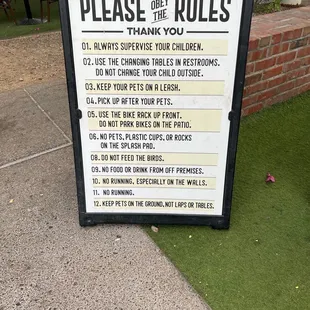 PLEASE OBEY THE RULES
THANK YOU
01. ALWAYS SUPERVISE YOUR CHILDREN.
02. USE THE CHANGING TABLES IN RESTROOMS.
DO NOT CHANGE YOUR CHILD OUTSIDE.
03. KEEP YOUR PETS ON A LEASH.
04. PICK UP AFTER YOUR PETS.
05. USE THE BIKE RACK UP FRONT.
DO NOT PARK BIKES ON THE PATIO.
06. NO PETS, PLASTIC CUPS, OR ROCKS
ON THE SPLASH PAD.
08. DO NOT FEED THE BIRDS.
09. NO FOOD OR DRINK FROM OFF PREMISES.
10. NO RUNNING, ESPECIALLY ON THE WALLS.
11. NO RUNNING.
12. KEEP PETS ON THE GROUND, NOT LAPS OR TABLES.